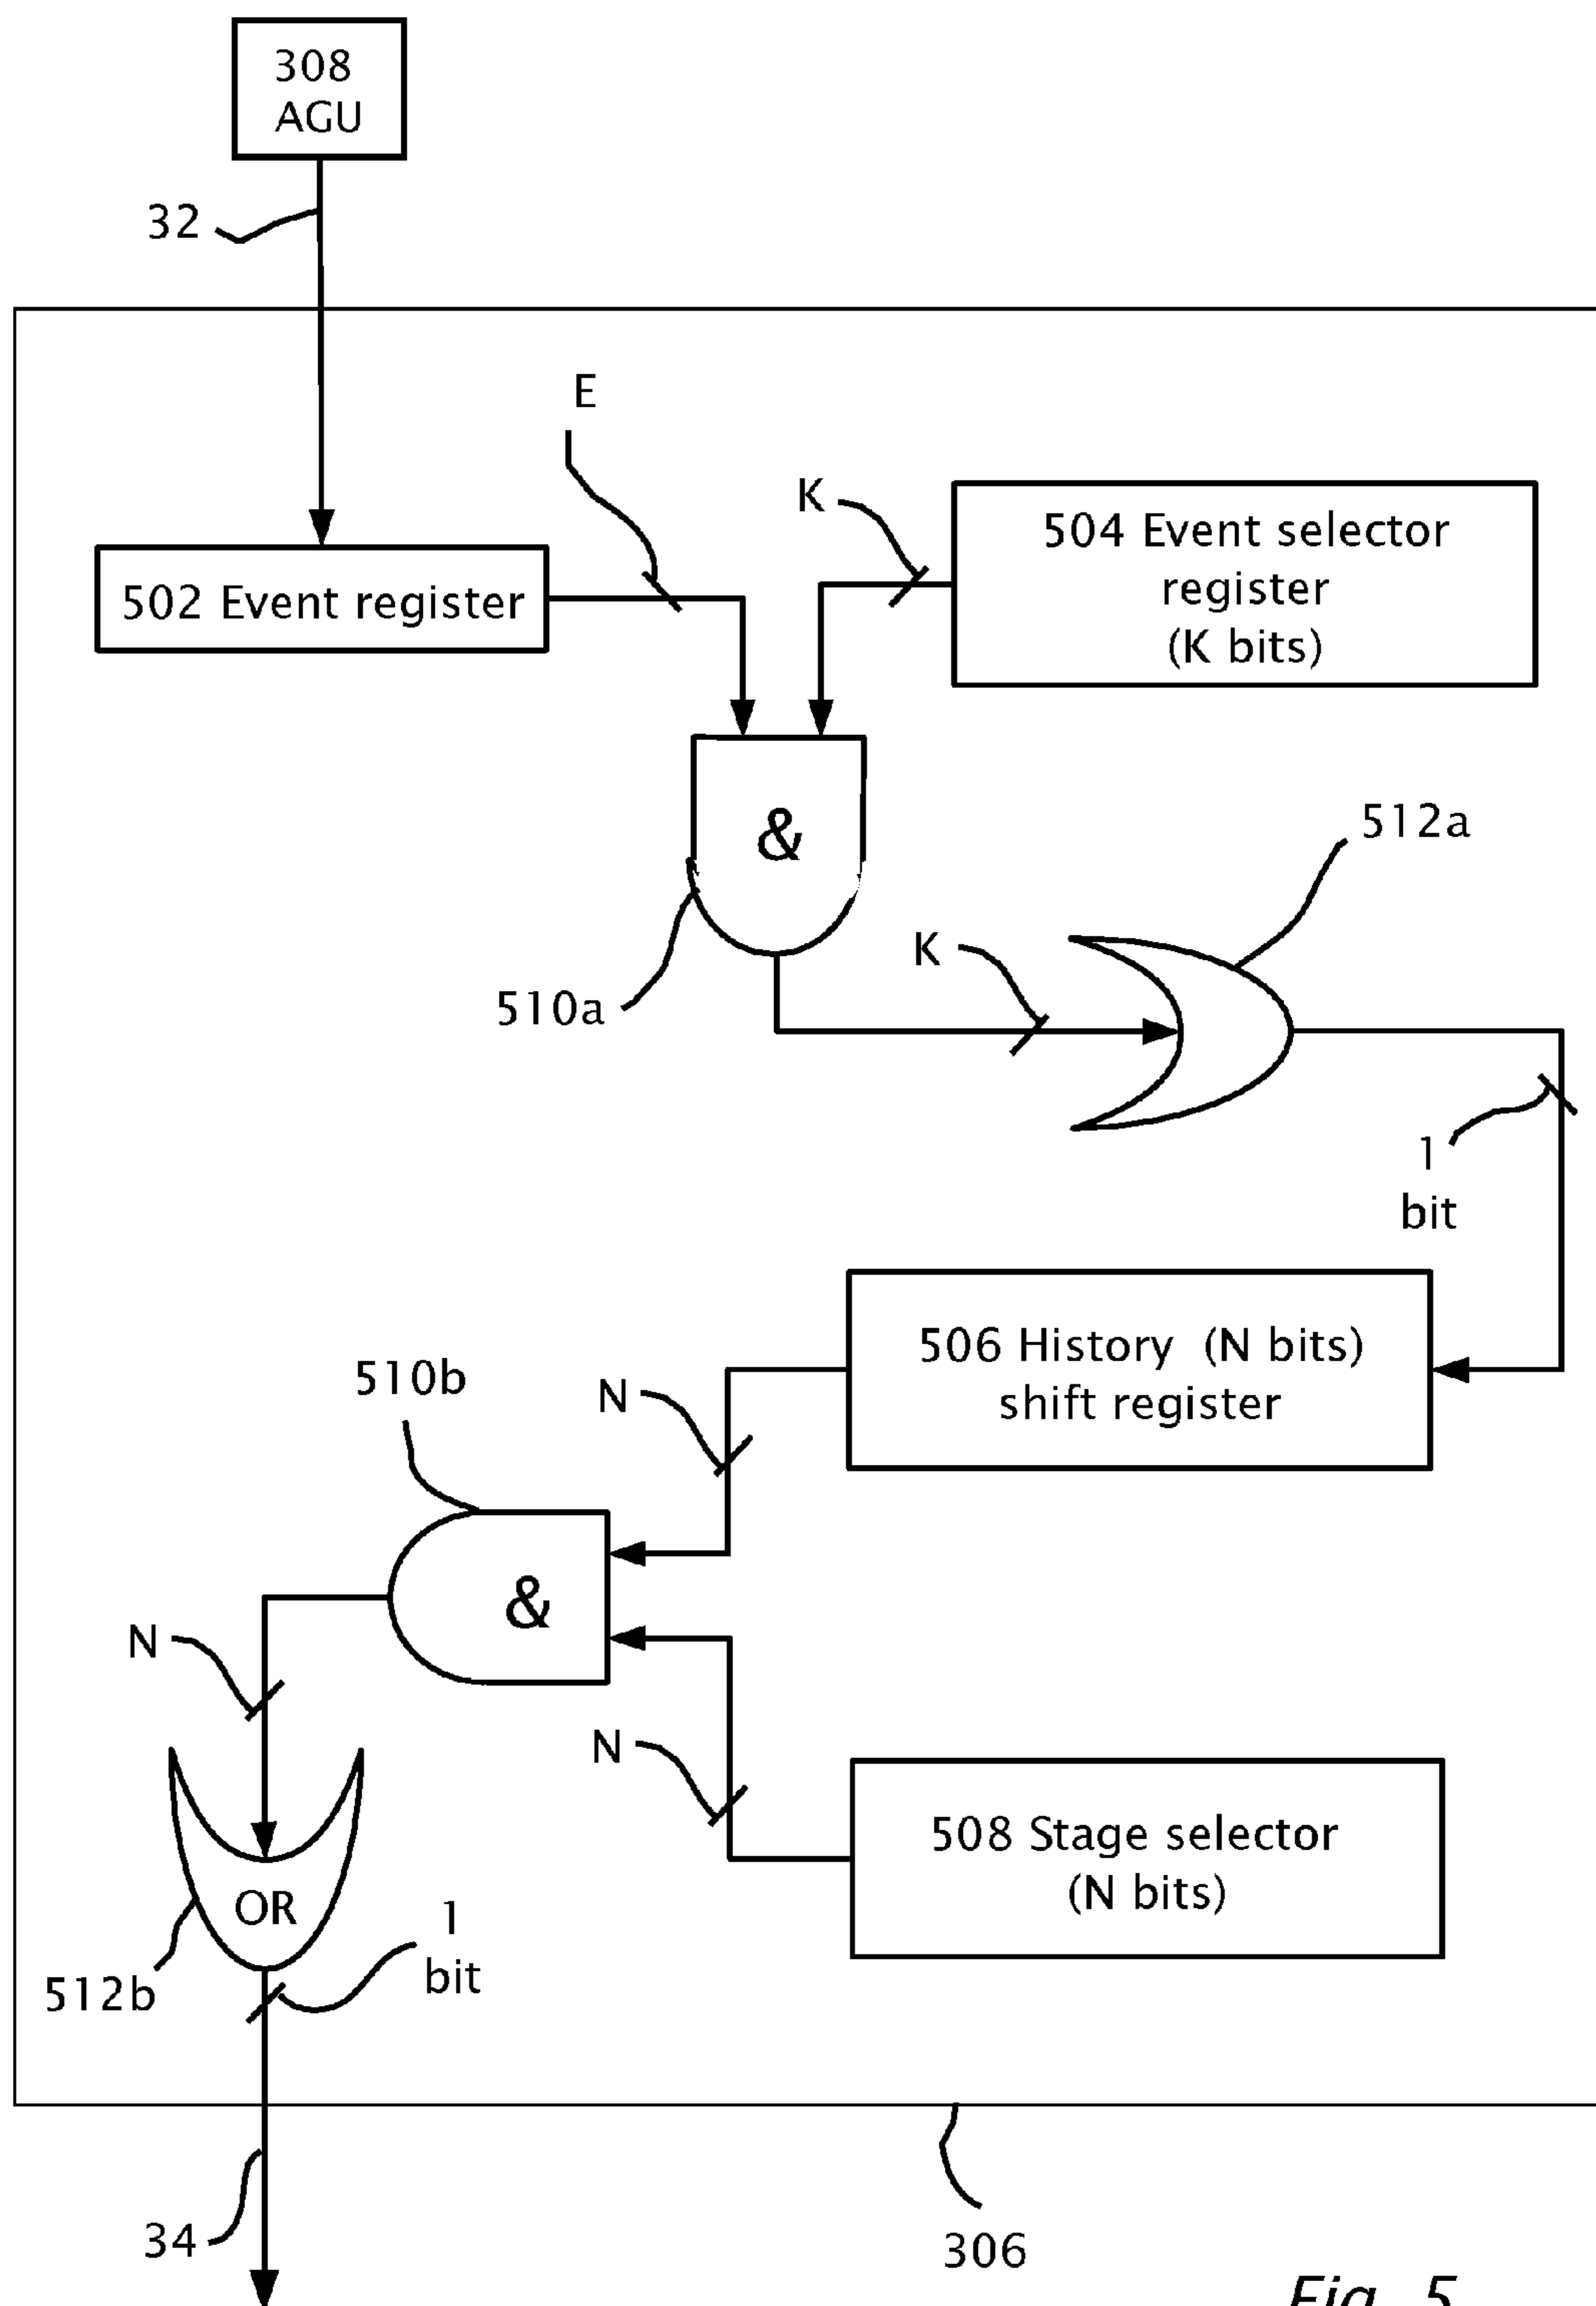 308
AGU
32
E
K
504 Event selector
register
(K bits)
502 Event register
&
512a
K
510a
1
bit
506 History (N bits)
shift register
510b
N
&
N
N
508 Stage selector
(N bits)
OR
1
bit
512b
34
306
Fig. 5